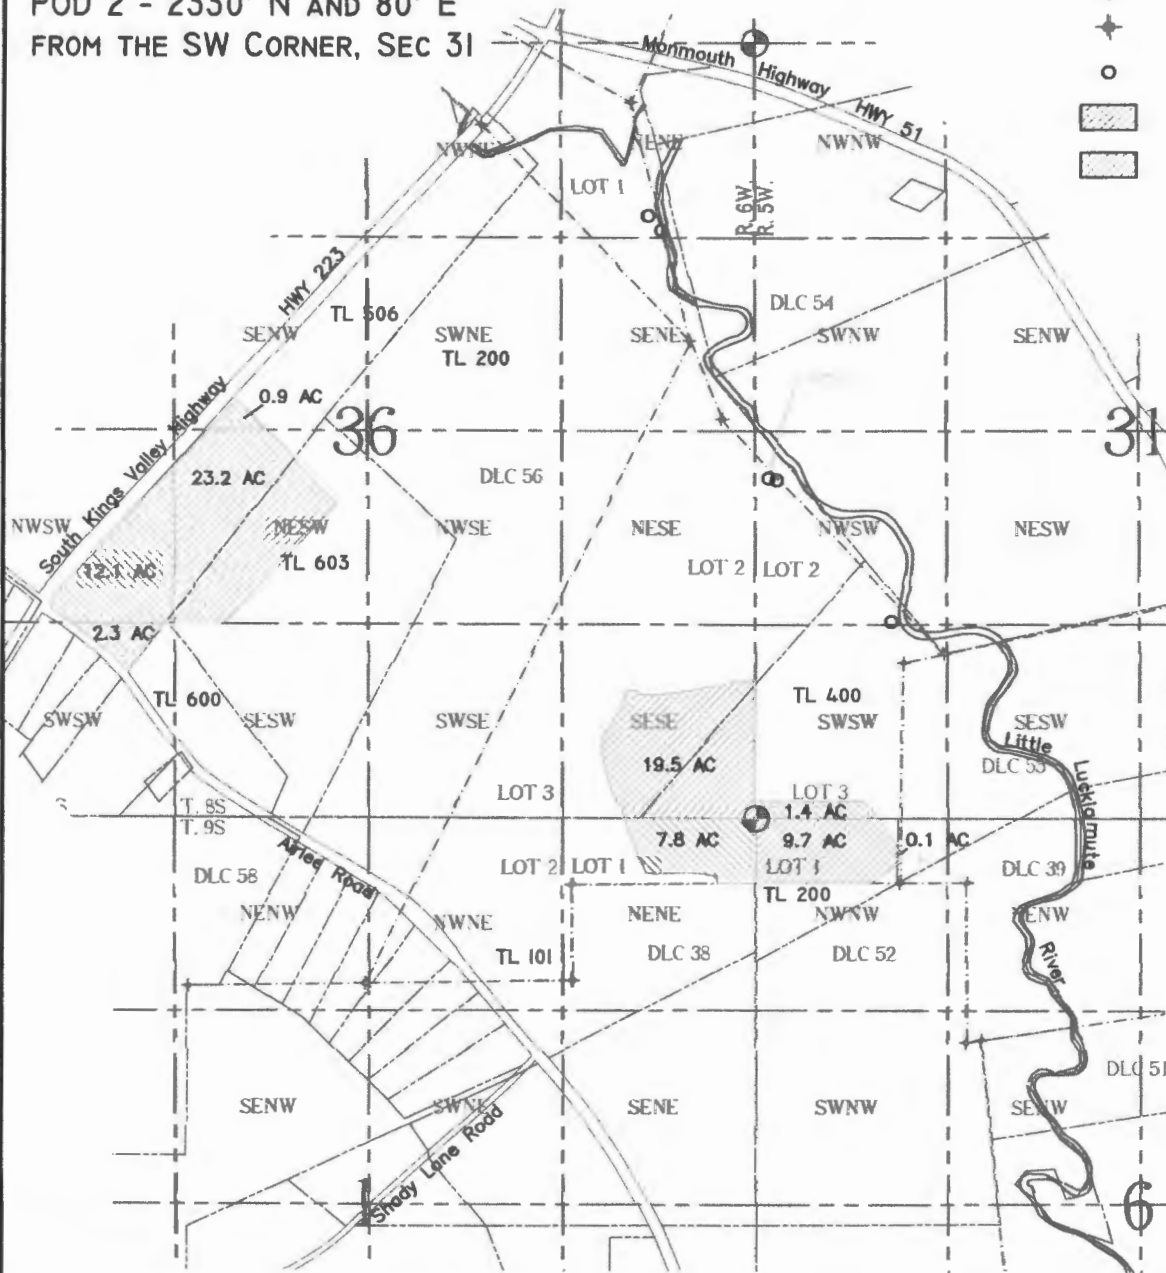 POD 2 - 2330' N AND 80' E
FROM THE SW CORNER, SEC 31
Monmouth Highway HWY 51
NWNE
NENE
NWNW
LOT 1
R. 6W.
R. 5W.
HWY 223
TL 506
DLC 54
SENW
SWNE
SENE
SWNW
SENW
TL 200
South Kings Valley Highway
0.9 AC
36
31
23.2 AC
DLC 56
NWSW
NESW
NWSE
NESE
NWSW
NESW
12.1 AC
TL 603
LOT 2
LOT 2
2.3 AC
TL 600
TL 400
SWSW
SESW
SWSE
SESE
SWSW
SESW
Little Luckiamute River
19.5 AC
DLC 53
LOT 3
LOT 3
T. 8S
T. 9S
1.4 AC
7.8 AC
9.7 AC
0.1 AC
Airlee Road
DLC 58
LOT 2
LOT 1
LOT 1
DLC 39
TL 200
NENW
NWNE
NENE
NWNW
NENW
TL 101
DLC 38
DLC 52
DLC 51
SENW
SWNE
SENE
SWNW
SENW
Shady Lane Road
1
6